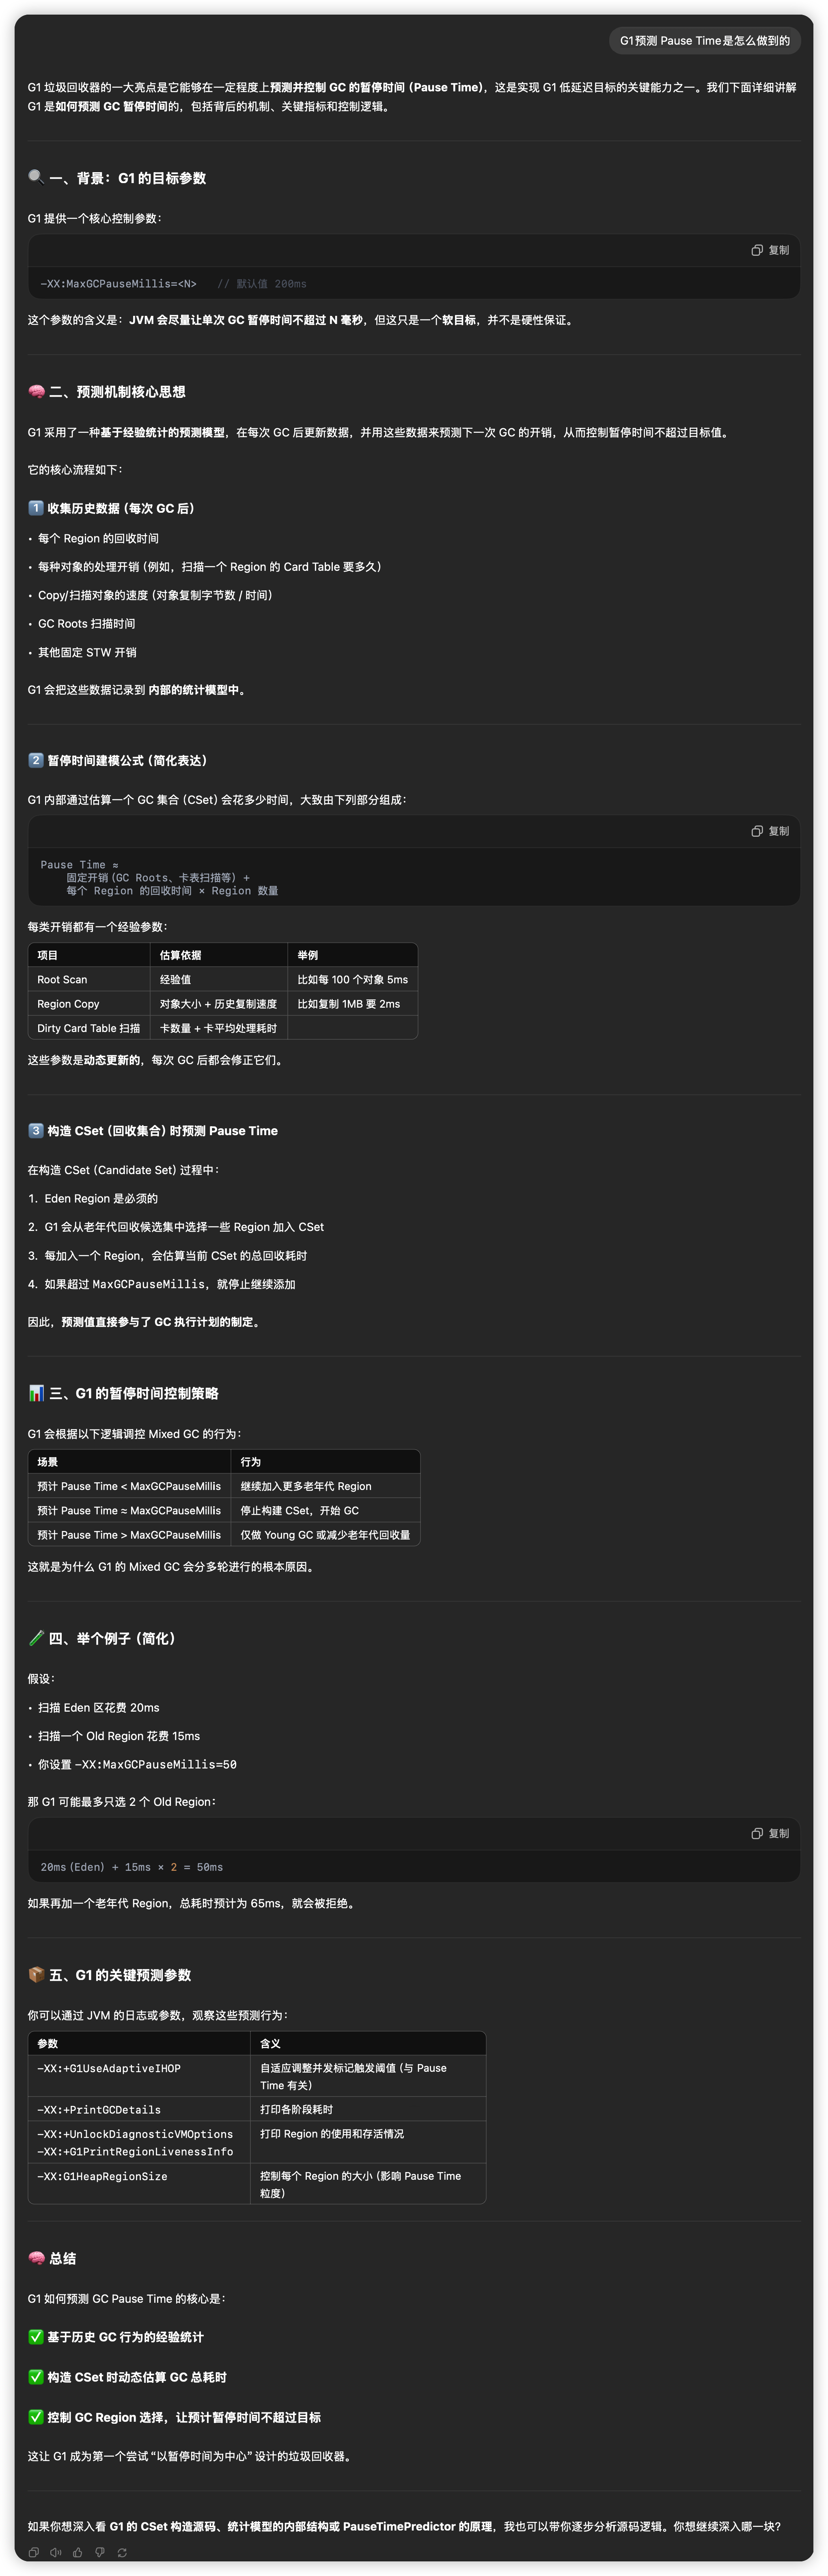 G1预测 Pause Time是怎么做到的
G1 垃圾回收器的一大亮点是它能够在一定程度上预测并控制 GC 的暂停时间（Pause Time），这是实现 G1 低延迟目标的关键能力之一。我们下面详细讲解
G1 是如何预测 GC 暂停时间的，包括背后的机制、关键指标和控制逻辑。
🔍 一、背景：G1 的目标参数
G1 提供一个核心控制参数：
复制
-XX:MaxGCPauseMillis=<N>   // 默认值 200ms
这个参数的含义是：JVM 会尽量让单次 GC 暂停时间不超过 N 毫秒，但这只是一个软目标，并不是硬性保证。
🧠 二、预测机制核心思想
G1 采用了一种基于经验统计的预测模型，在每次 GC 后更新数据，并用这些数据来预测下一次 GC 的开销，从而控制暂停时间不超过目标值。
它的核心流程如下：
1️⃣ 收集历史数据（每次 GC 后）
• 每个 Region 的回收时间
• 每种对象的处理开销（例如，扫描一个 Region 的 Card Table 要多久）
• Copy/扫描对象的速度（对象复制字节数 / 时间）
• GC Roots 扫描时间
• 其他固定 STW 开销
G1 会把这些数据记录到 内部的统计模型中。
2️⃣ 暂停时间建模公式（简化表达）
G1 内部通过估算一个 GC 集合（CSet）会花多少时间，大致由下列部分组成：
复制
Pause Time ≈
固定开销（GC Roots、卡表扫描等） +
每个 Region 的回收时间 × Region 数量
每类开销都有一个经验参数：
项目 估算依据 举例
Root Scan 经验值 比如每 100 个对象 5ms
Region Copy 对象大小 + 历史复制速度 比如复制 1MB 要 2ms
Dirty Card Table 扫描 卡数量 + 卡平均处理耗时
这些参数是动态更新的，每次 GC 后都会修正它们。
3️⃣ 构造 CSet（回收集合）时预测 Pause Time
在构造 CSet（Candidate Set）过程中：
1. Eden Region 是必须的
2. G1 会从老年代回收候选集中选择一些 Region 加入 CSet
3. 每加入一个 Region，会估算当前 CSet 的总回收耗时
4. 如果超过 MaxGCPauseMillis，就停止继续添加
因此，预测值直接参与了 GC 执行计划的制定。
📊 三、G1 的暂停时间控制策略
G1 会根据以下逻辑调控 Mixed GC 的行为：
场景 行为
预计 Pause Time < MaxGCPauseMillis 继续加入更多老年代 Region
预计 Pause Time ≈ MaxGCPauseMillis 停止构建 CSet，开始 GC
预计 Pause Time > MaxGCPauseMillis 仅做 Young GC 或减少老年代回收量
这就是为什么 G1 的 Mixed GC 会分多轮进行的根本原因。
🧪 四、举个例子（简化）
假设：
• 扫描 Eden 区花费 20ms
• 扫描一个 Old Region 花费 15ms
• 你设置 -XX:MaxGCPauseMillis=50
那 G1 可能最多只选 2 个 Old Region：
复制
20ms（Eden） + 15ms × 2 = 50ms
如果再加一个老年代 Region，总耗时预计为 65ms，就会被拒绝。
📦 五、G1 的关键预测参数
你可以通过 JVM 的日志或参数，观察这些预测行为：
参数 含义
-XX:+G1UseAdaptiveIHOP 自适应调整并发标记触发阈值（与 Pause
Time 有关）
-XX:+PrintGCDetails 打印各阶段耗时
-XX:+UnlockDiagnosticVMOptions 打印 Region 的使用和存活情况
-XX:+G1PrintRegionLivenessInfo
-XX:G1HeapRegionSize 控制每个 Region 的大小（影响 Pause Time
粒度）
🧠 总结
G1 如何预测 GC Pause Time 的核心是：
✅ 基于历史 GC 行为的经验统计
✅ 构造 CSet 时动态估算 GC 总耗时
✅ 控制 GC Region 选择，让预计暂停时间不超过目标
这让 G1 成为第一个尝试“以暂停时间为中心”设计的垃圾回收器。
如果你想深入看 G1 的 CSet 构造源码、统计模型的内部结构或 PauseTimePredictor 的原理，我也可以带你逐步分析源码逻辑。你想继续深入哪一块？